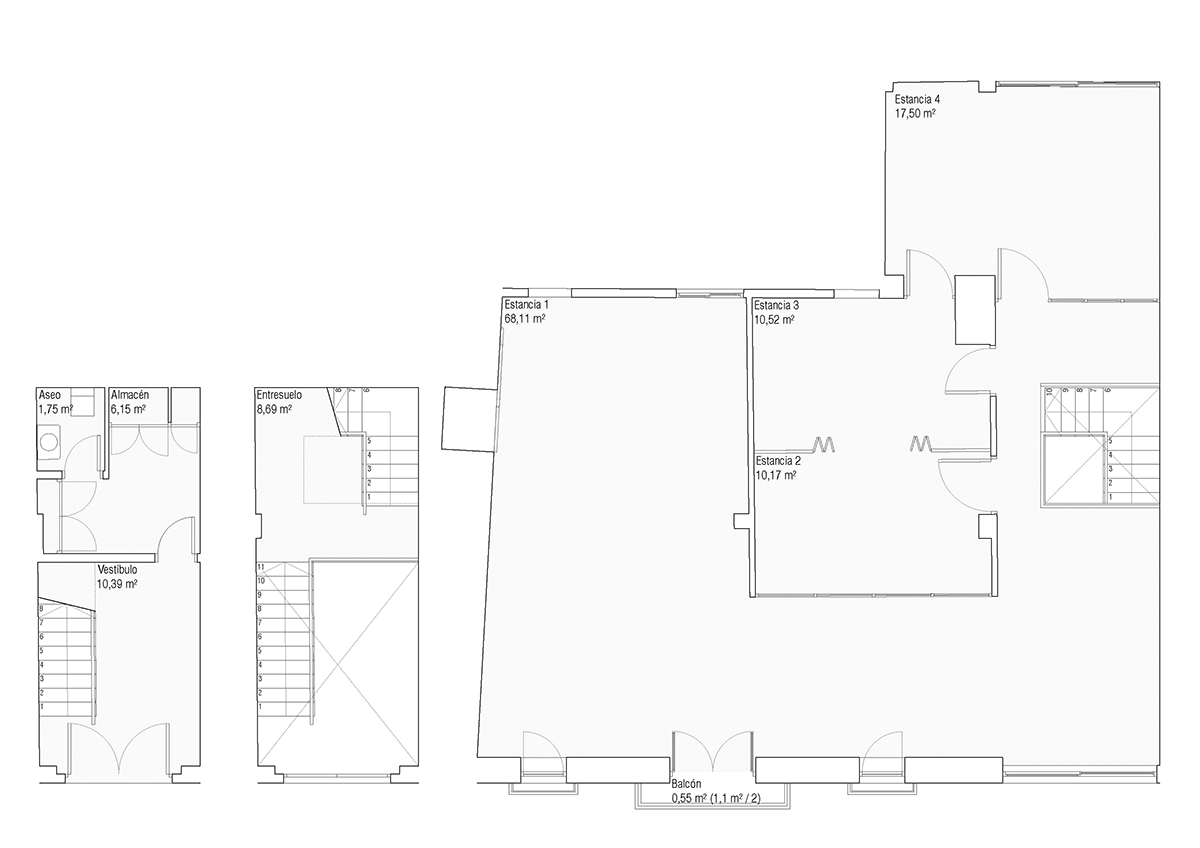 Estancia 4
17,50 m²
Estancia 1
68,11 m²
Estancia 3
10,52 m²
Aseo
1,75 m²
Almacén
6,15 m²
Entresuelo
8,69 m²
8
7
6
5
4
3
2
1
10
9
8
7
6
5
4
3
2
1
Estancia 2
10,17 m²
Vestíbulo
10,39 m²
8
7
6
5
4
3
2
1
11
10
9
8
7
6
5
4
3
2
1
Balcón
0,55 m² (1,1 m² / 2)